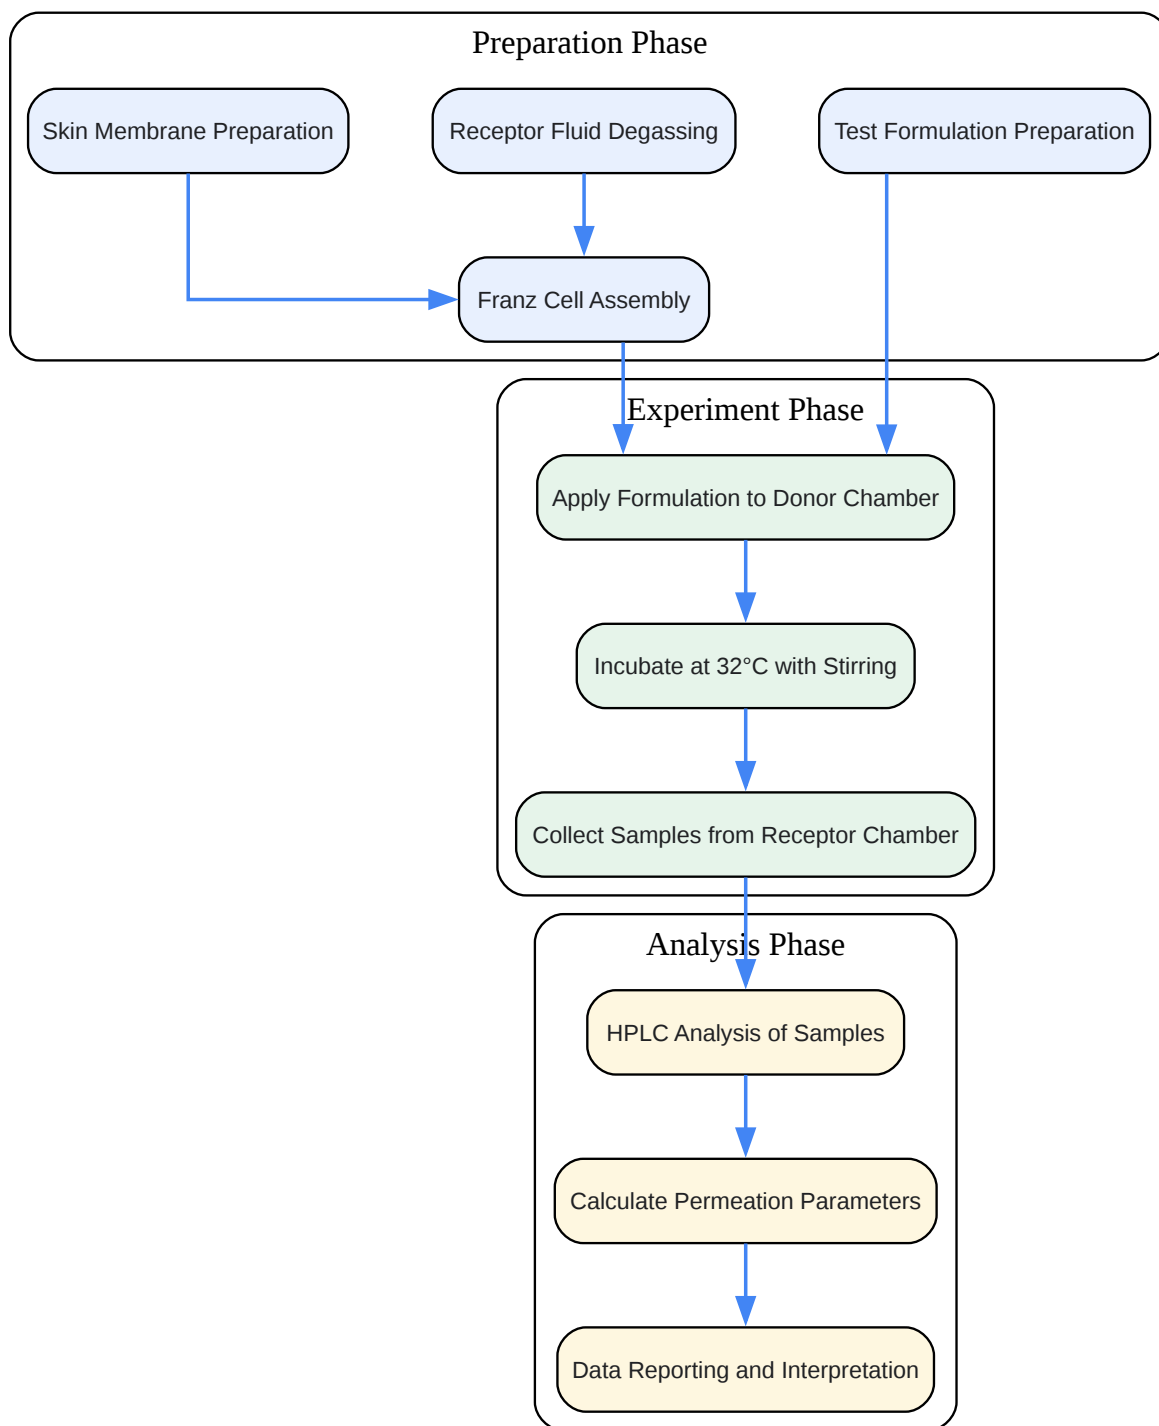 Preparation Phase
Skin Membrane Preparation
Receptor Fluid Degassing
Test Formulation Preparation
Franz Cell Assembly
Experiment Phase
Apply Formulation to Donor Chamber
Incubate at 32°C with Stirring
Collect Samples from Receptor Chamber
Analysis Phase
HPLC Analysis of Samples
Calculate Permeation Parameters
Data Reporting and Interpretation